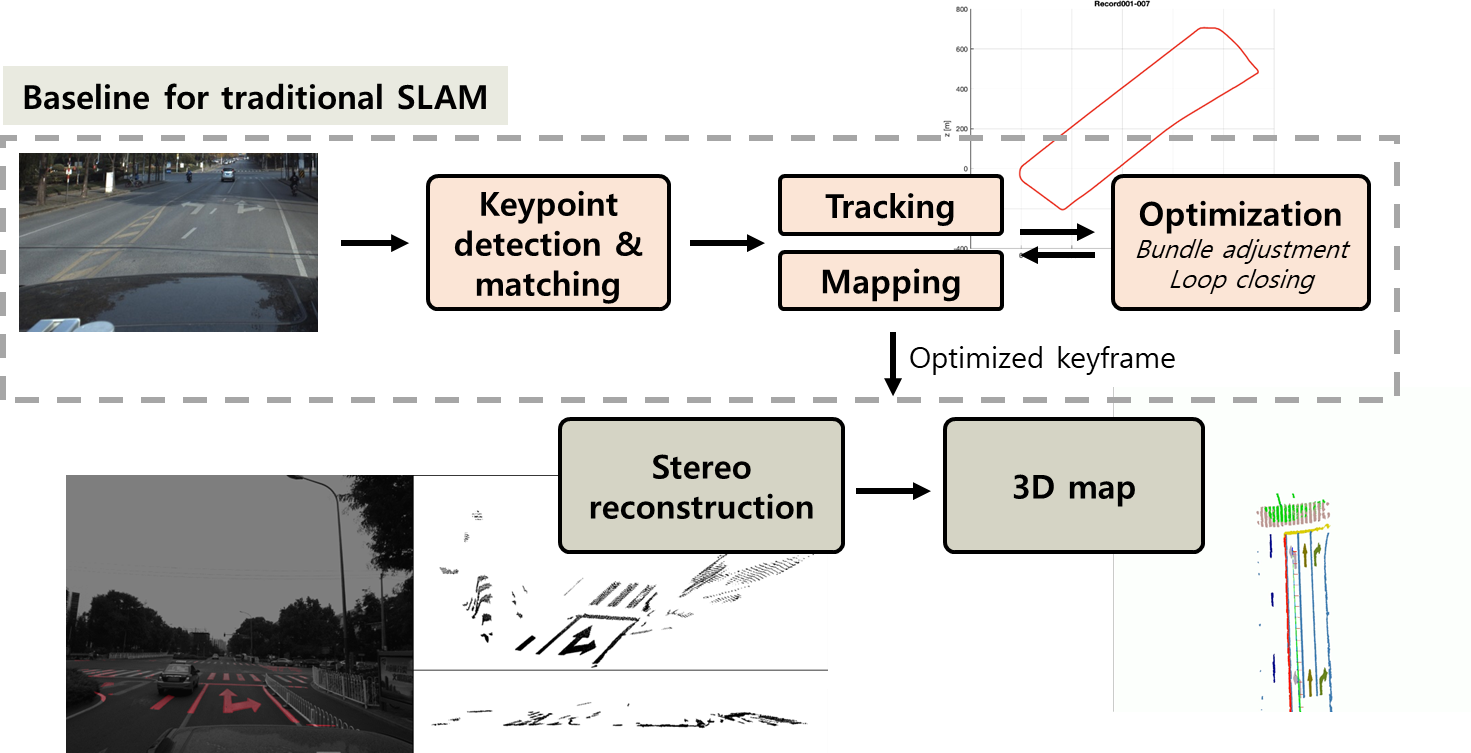 Record001-007
800
600
400
200
0
-400
z [m]
Baseline for traditional SLAM
Keypoint
detection &
matching
Tracking
Mapping
Optimization
Bundle adjustment
Loop closing
Optimized keyframe
Stereo
reconstruction
3D map